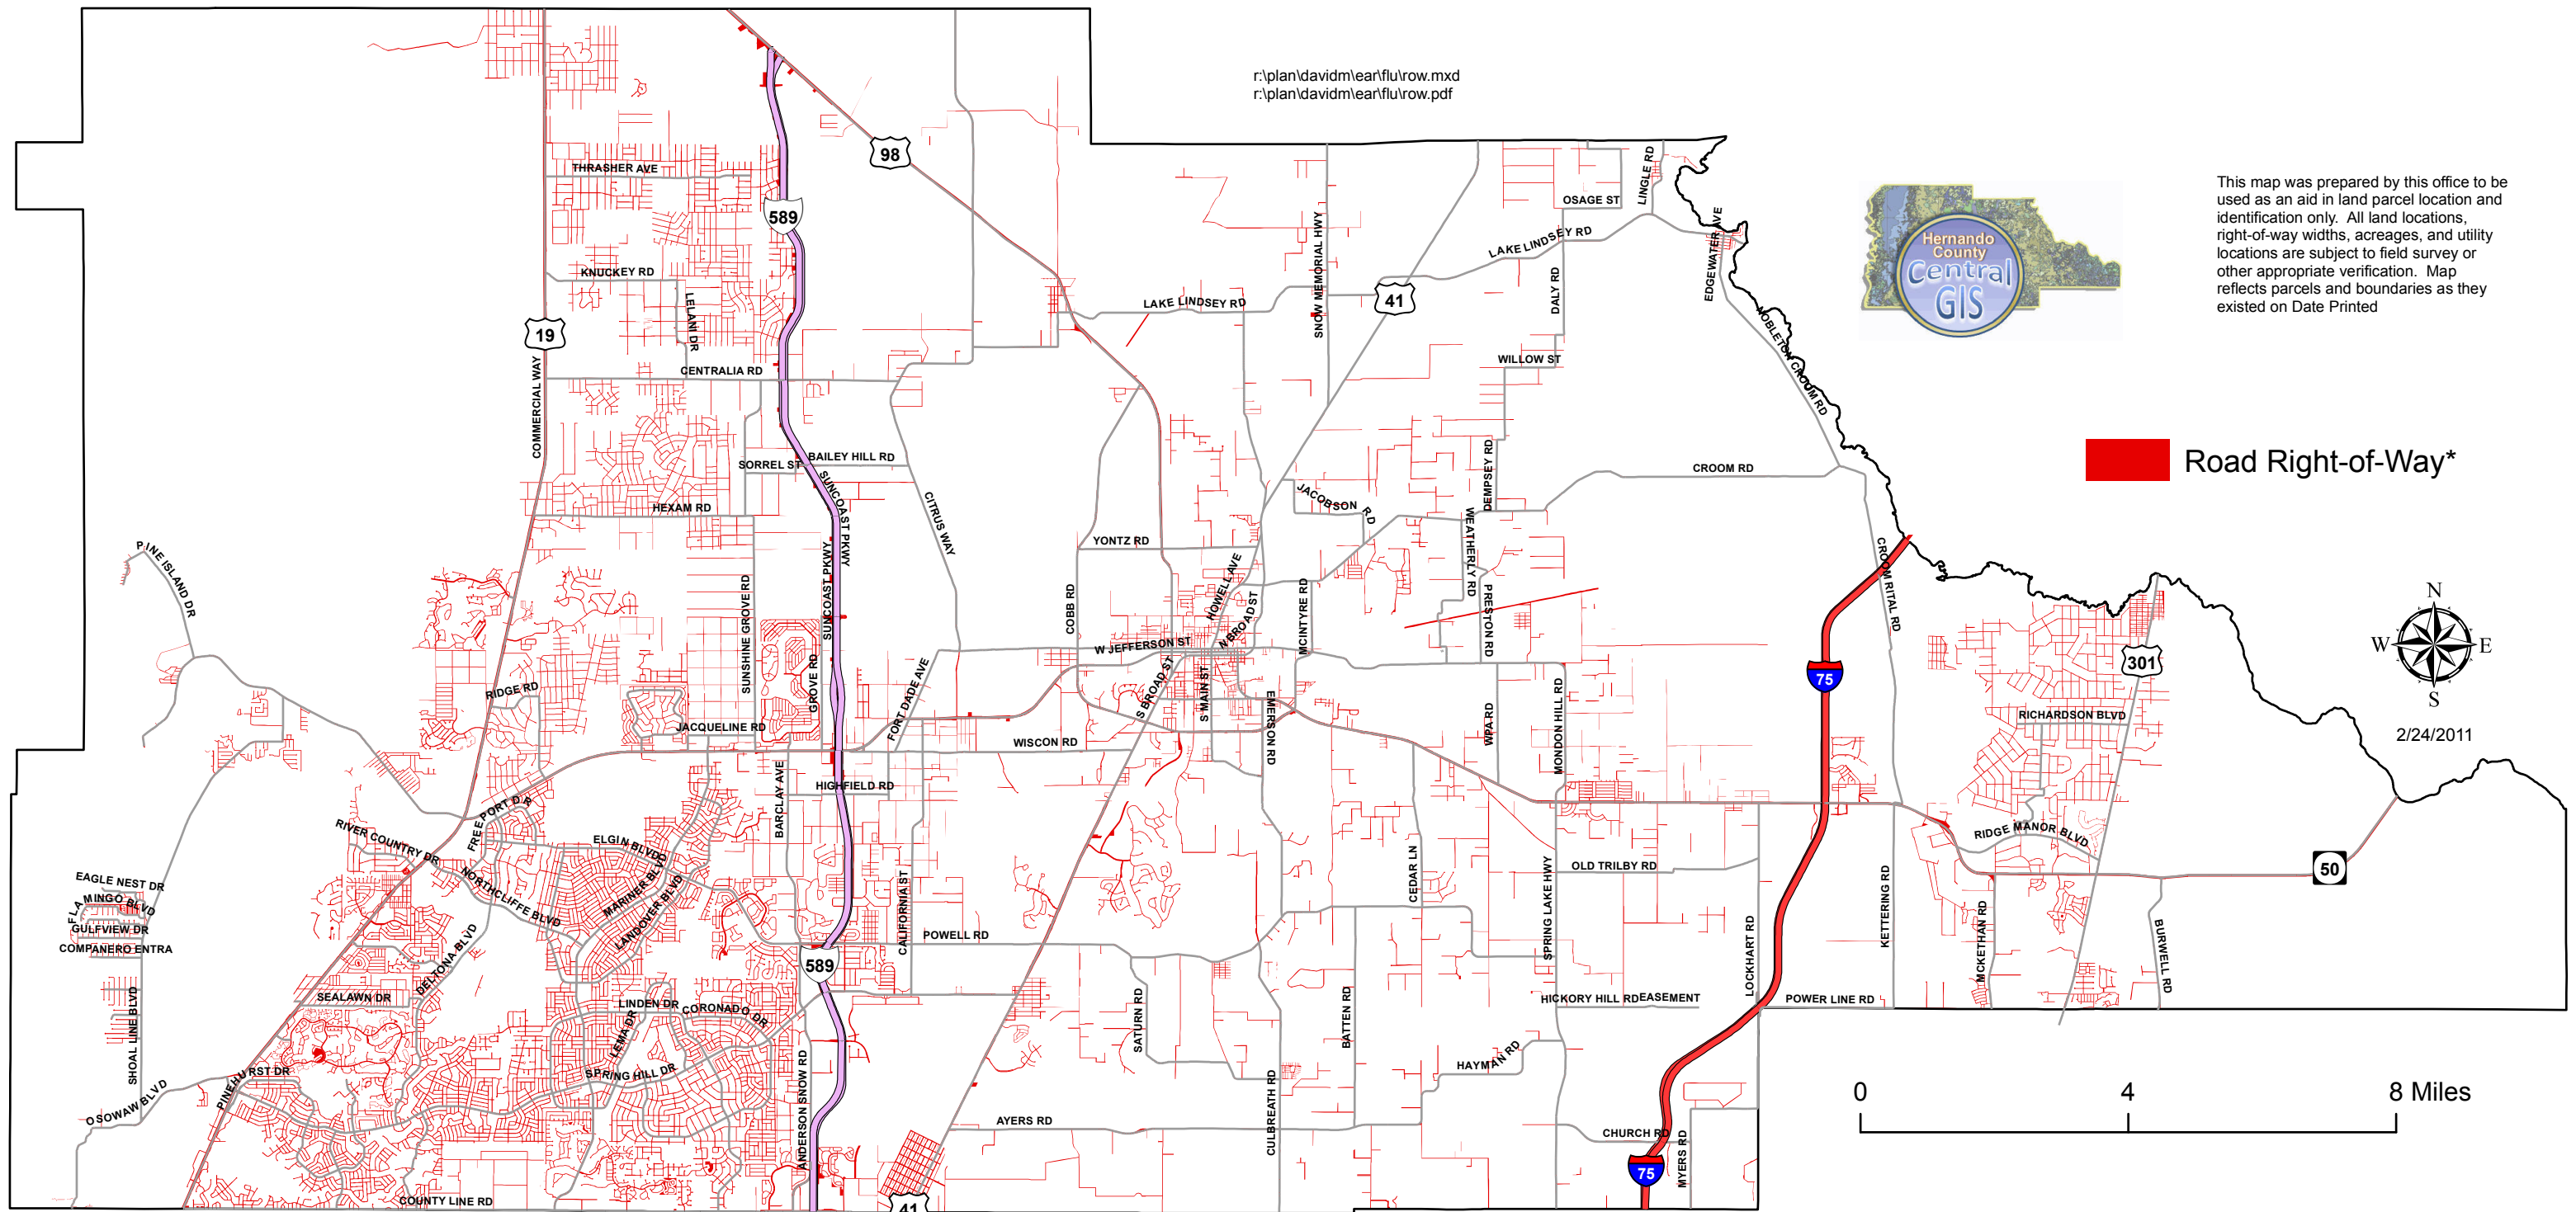 r:\plan\davidm\ear\flu\row.mxd
r:\plan\davidm\ear\flu\row.pdf
This map was prepared by this office to be
used as an aid in land parcel location and
identification only. All land locations,
right-of-way widths, acreages, and utility
locations are subject to field survey or
other appropriate verification. Map
reflects parcels and boundaries as they
existed on Date Printed
Hernando
County
Central
GIS
Road Right-of-Way*
N
W
E
S
2/24/2011
0
4
8 Miles
98
THRASHER AVE
589
KNUCKEY RD
LELANI DR
19
COMMERCIAL WAY
CENTRALIA RD
SORREL ST
BAILEY HILL RD
SUNCOAST PKWY
HEXAM RD
CITRUS WAY
LAKE LINDSEY RD
SNOW MEMORIAL HWY
41
LAKE LINDSEY RD
OSAGE ST
LINGLE RD
DALY RD
EDGEWATER AVE
NOBLETON CROOM RD
WILLOW ST
DEMPSEY RD
CROOM RD
JACOBSON RD
WEATHERLY RD
PRESTON RD
YONTZ RD
COBB RD
HOWELL AVE
N BROAD ST
MCINTYRE RD
W JEFFERSON ST
S BROAD ST
S MAIN ST
EMERSON RD
CROOM RITAL RD
75
301
RICHARDSON BLVD
PINE ISLAND DR
SUNSHINE GROVE RD
SUNCOAST PKWY
GROVE RD
RIDGE RD
JACQUELINE RD
FORT DADE AVE
WISCON RD
WPA RD
MONDON HILL RD
BARCLAY AVE
HIGHFIELD RD
FREEPORT DR
RIVER COUNTRY DR
ELGIN BLVD
NORTHCLIFFE BLVD
MARINER BLVD
LANDOVER BLVD
CALIFORNIA ST
POWELL RD
CEDAR LN
SPRING LAKE HWY
OLD TRILBY RD
LOCKHART RD
KETTERING RD
RIDGE MANOR BLVD
50
MCKETHAN RD
BURWELL RD
EAGLE NEST DR
FLAMINGO BLVD
GULFVIEW DR
COMPANERO ENTRA
SHOAL LINE BLVD
DELTONA BLVD
589
SEALAWN DR
LINDEN DR
CORONADO DR
LEMA DR
SPRING HILL DR
PINEHURST DR
OSOWAW BLVD
ANDERSON SNOW RD
SATURN RD
BATTEN RD
HICKORY HILL RD
EASEMENT
POWER LINE RD
HAYMAN RD
CULBREATH RD
AYERS RD
CHURCH RD
MYERS RD
75
COUNTY LINE RD
41